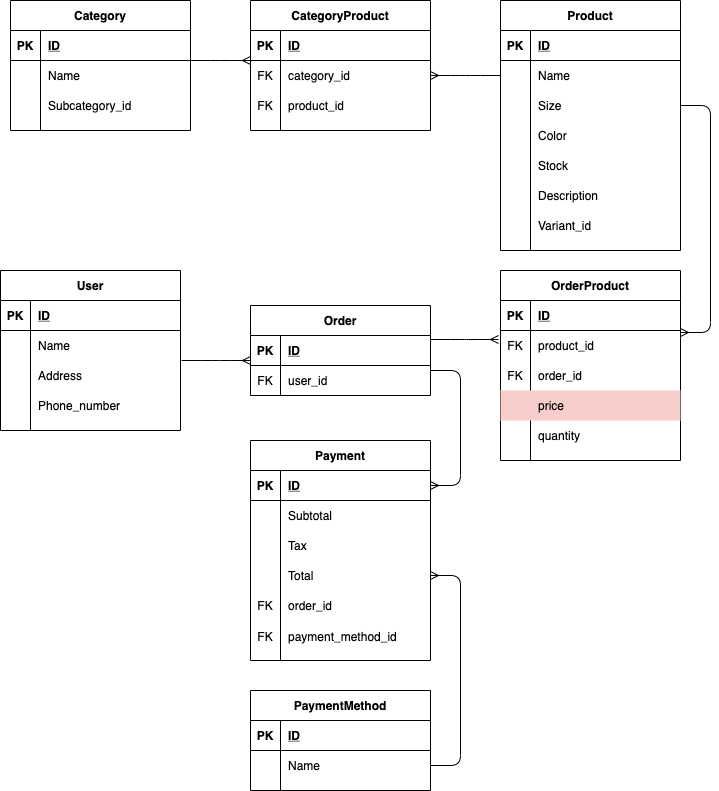 Category
PK ID
Name
Subcategory_id
CategoryProduct
PK ID
FK category_id
FK product_id
Product
PK ID
Name
Size
Color
Stock
Description
Variant_id
User
PK ID
Name
Address
Phone_number
Order
PK ID
FK user_id
OrderProduct
PK ID
FK product_id
FK order_id
price
quantity
Payment
PK ID
Subtotal
Tax
Total
FK order_id
FK payment_method_id
PaymentMethod
PK ID
Name